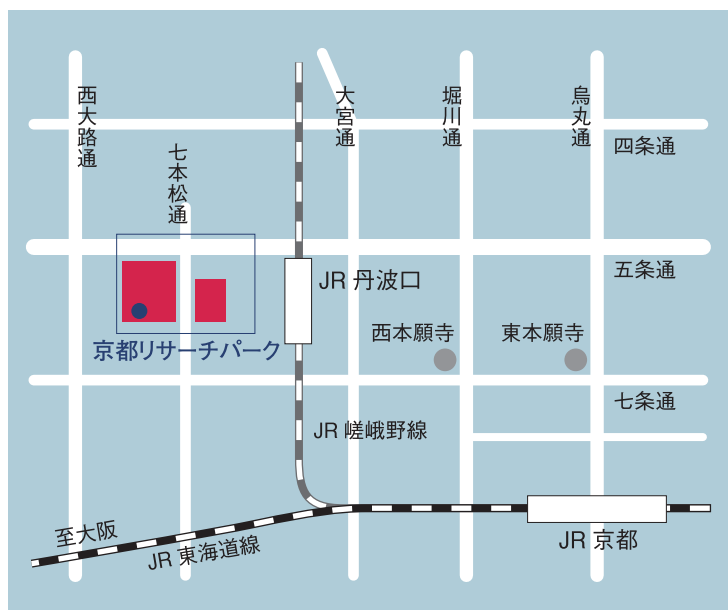 西大路通
七本松通
大宮通
堀川通
烏丸通
四条通
五条通
JR 丹波口
西本願寺
東本願寺
京都リサーチパーク
七条通
JR 嵯峨野線
至大阪
JR 東海道線
JR 京都